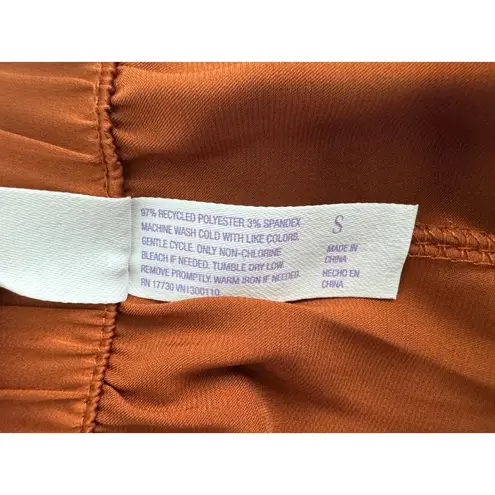 97% RECYCLED POLYESTER 3% SPANDEX
MACHINE WASH COLD WITH LIKE COLORS.
GENTLE CYCLE. ONLY NON-CHLORINE
BLEACH IF NEEDED. TUMBLE DRY LOW.
REMOVE PROMPTLY. WARM IRON IF NEEDED.
RN 17730 VN1300110
S
MADE IN
CHINA
HECHO EN
CHINA